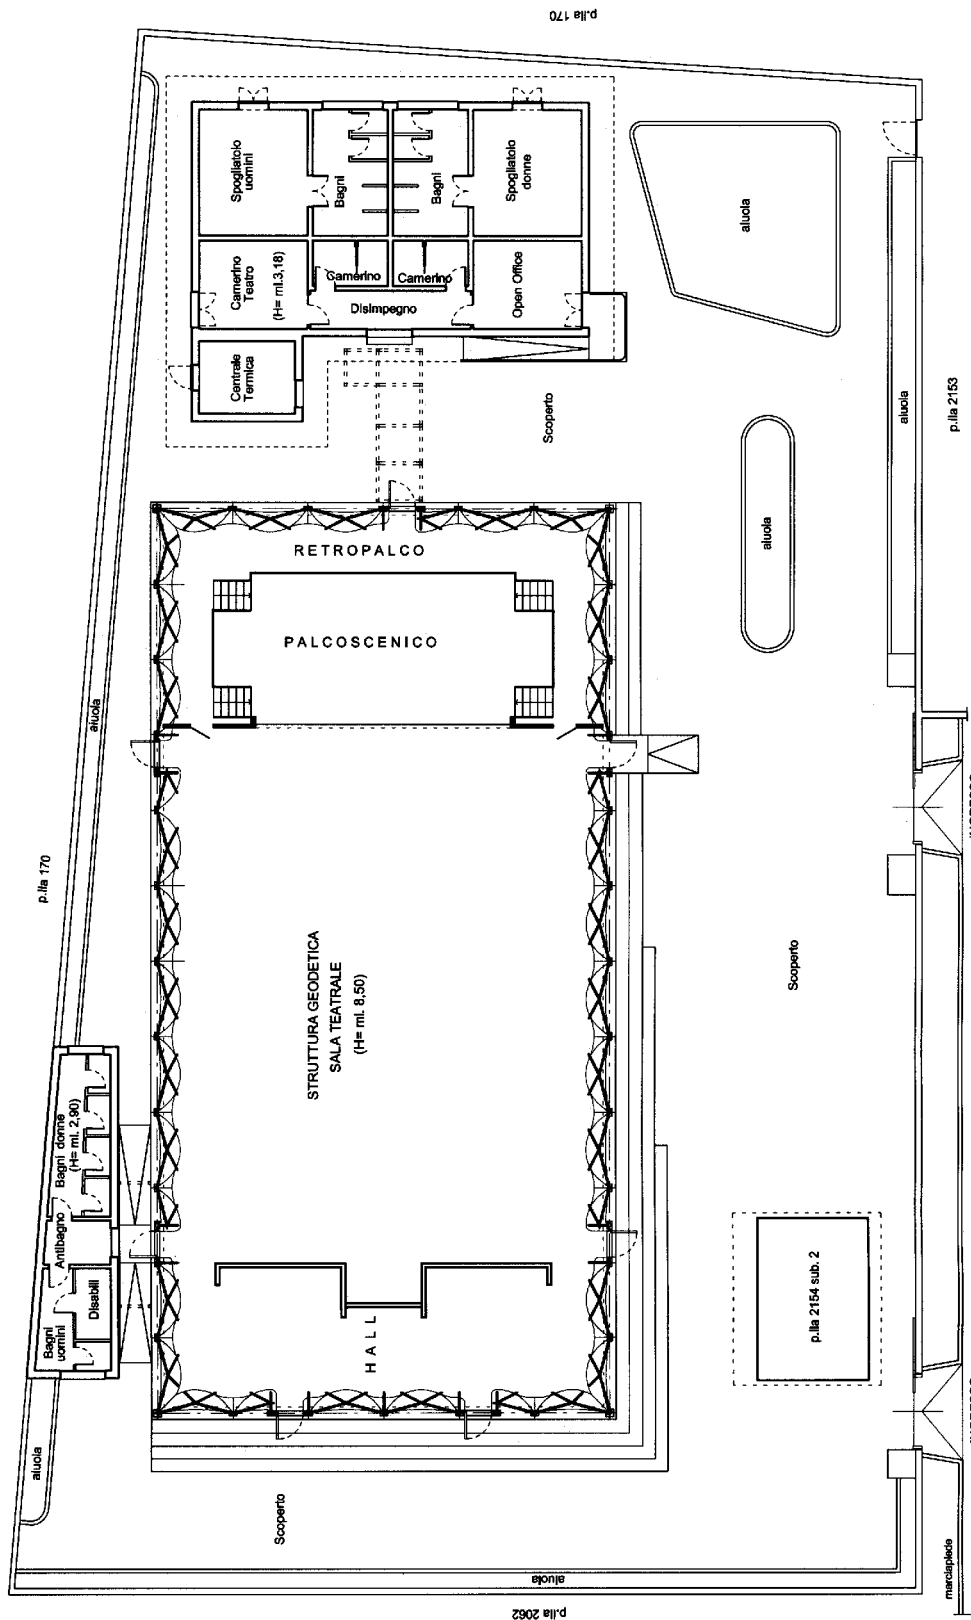 p.lla 170
Spogliatoio
uomini
Bagni
Bagni
Spogliatoio
donne
Camerino
Teatro
(H= ml.3,18)
Camerino
Camerino
Disimpegno
Open Office
Centrale
Termica
aiuola
aiuola
Scoperto
aiuola
p.lla 2153
RETROPALCO
PALCOSCENICO
aiuola
p.lla 170
STRUTTURA GEODETICA
SALA TEATRALE
(H= ml. 8,50)
Scoperto
Bagni donne
(H= ml. 2,90)
Antibagno
Disabili
Bagni
uomini
HALL
p.lla 2154 sub. 2
aiuola
Scoperto
aiuola
marciapiede
p.lla 2062